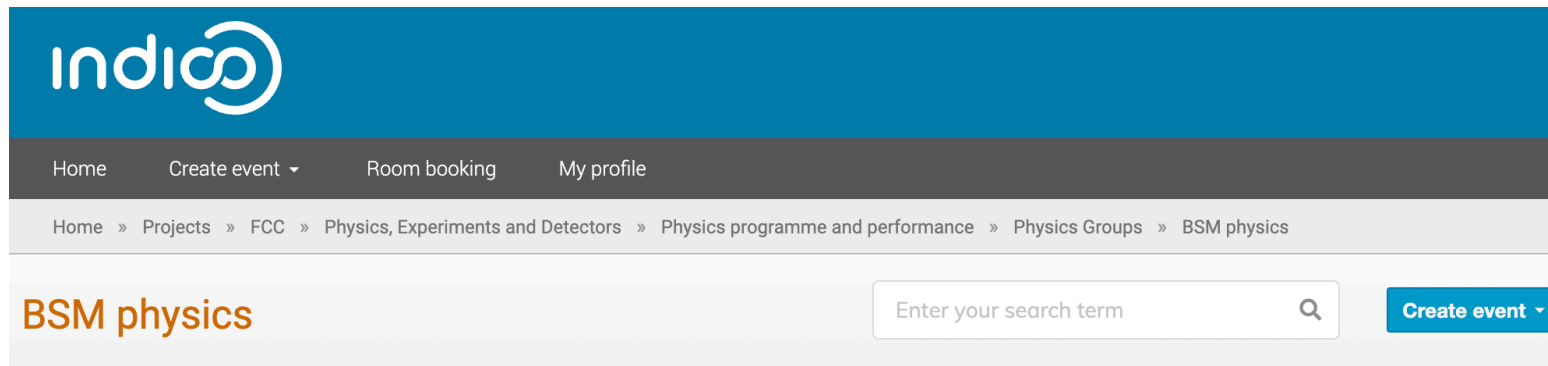 indico
Home Create event Room booking My profile
Home » Projects » FCC » Physics, Experiments and Detectors » Physics programme and performance » Physics Groups » BSM physics
BSM physics Enter your search term Create event